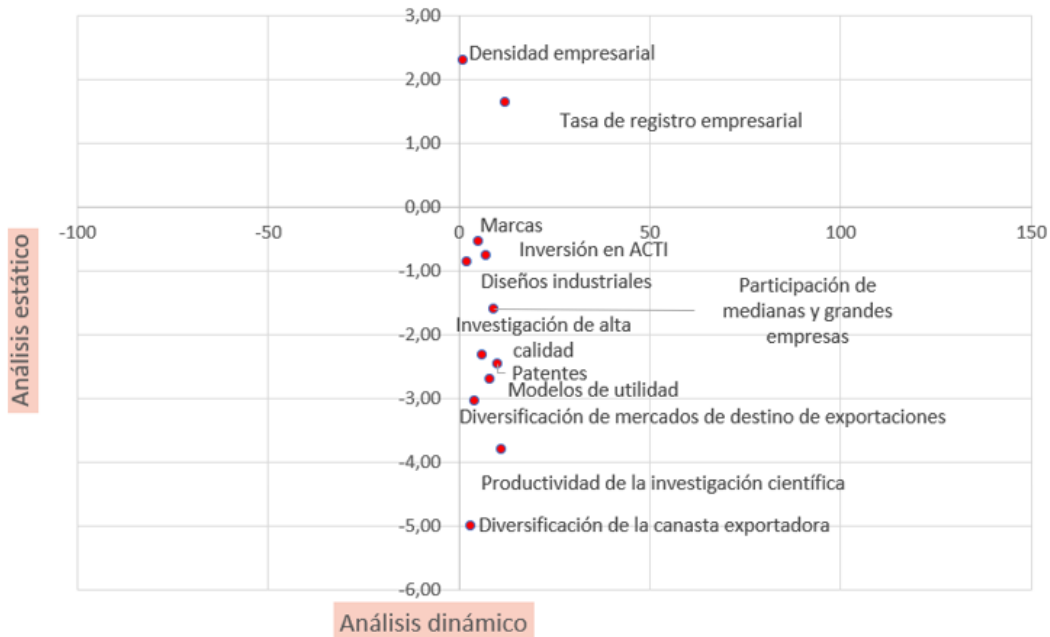 3,00
2,00
1,00
0,00
-1,00
-2,00
-3,00
-4,00
-5,00
-6,00
-100
-50
0
50
100
150
Densidad empresarial
Tasa de registro empresarial
Marcas
Inversión en ACTI
Diseños industriales
Participación de
medianas y grandes
empresas
Investigación de alta
calidad
Patentes
Modelos de utilidad
Diversificación de mercados de destino de exportaciones
Productividad de la investigación científica
Diversificación de la canasta exportadora
Análisis estático
Análisis dinámico